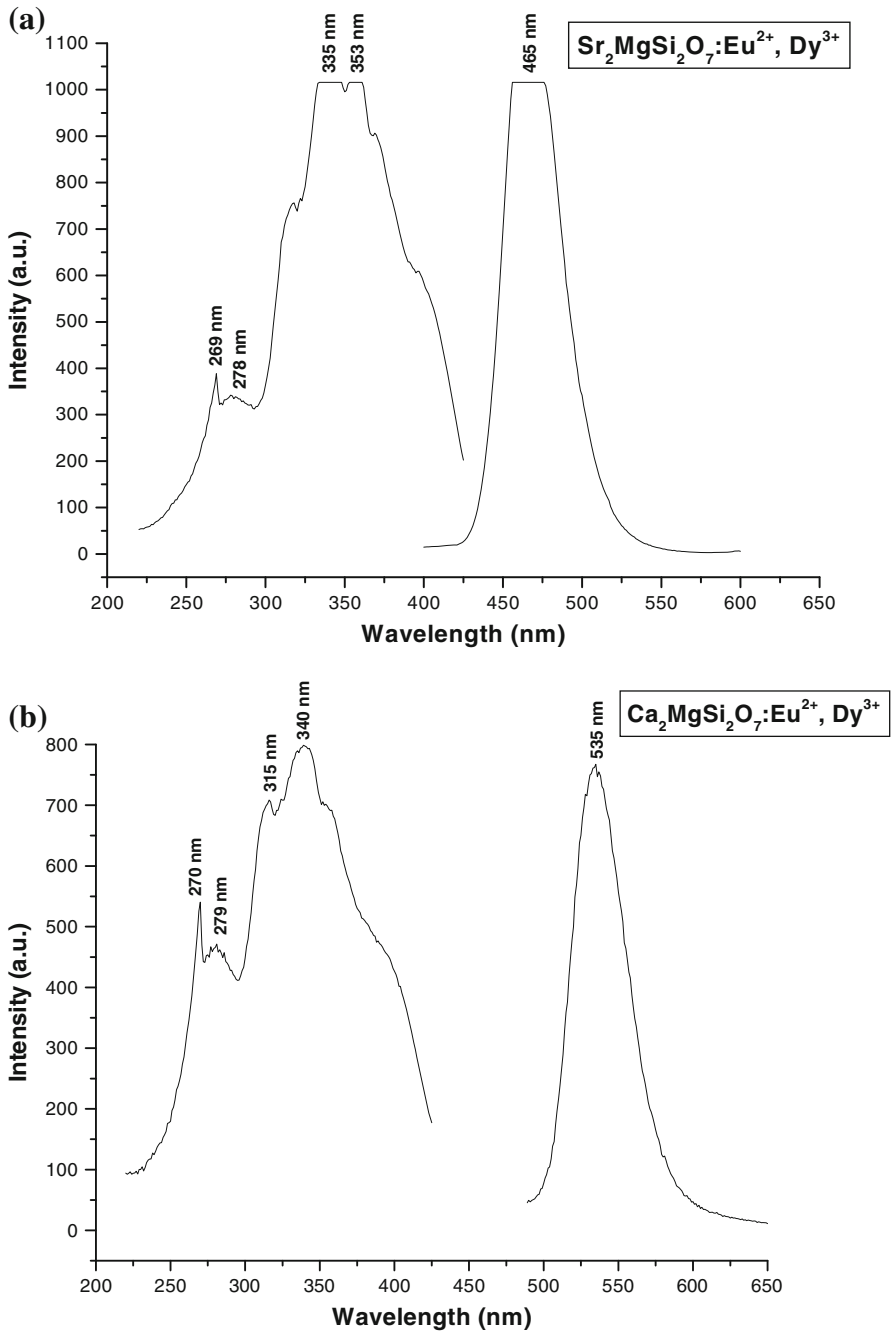 (a)
335 nm
353 nm
465 nm
Sr₂MgSi₂O₇:Eu²⁺, Dy³⁺
1100
1000
900
800
700
600
500
400
300
200
100
0
269 nm
278 nm
Intensity (a.u.)
200 250 300 350 400 450 500 550 600 650
Wavelength (nm)
(b)
340 nm
315 nm
535 nm
Ca₂MgSi₂O₇:Eu²⁺, Dy³⁺
800
700
600
500
400
300
200
100
0
270 nm
279 nm
Intensity (a.u.)
200 250 300 350 400 450 500 550 600 650
Wavelength (nm)